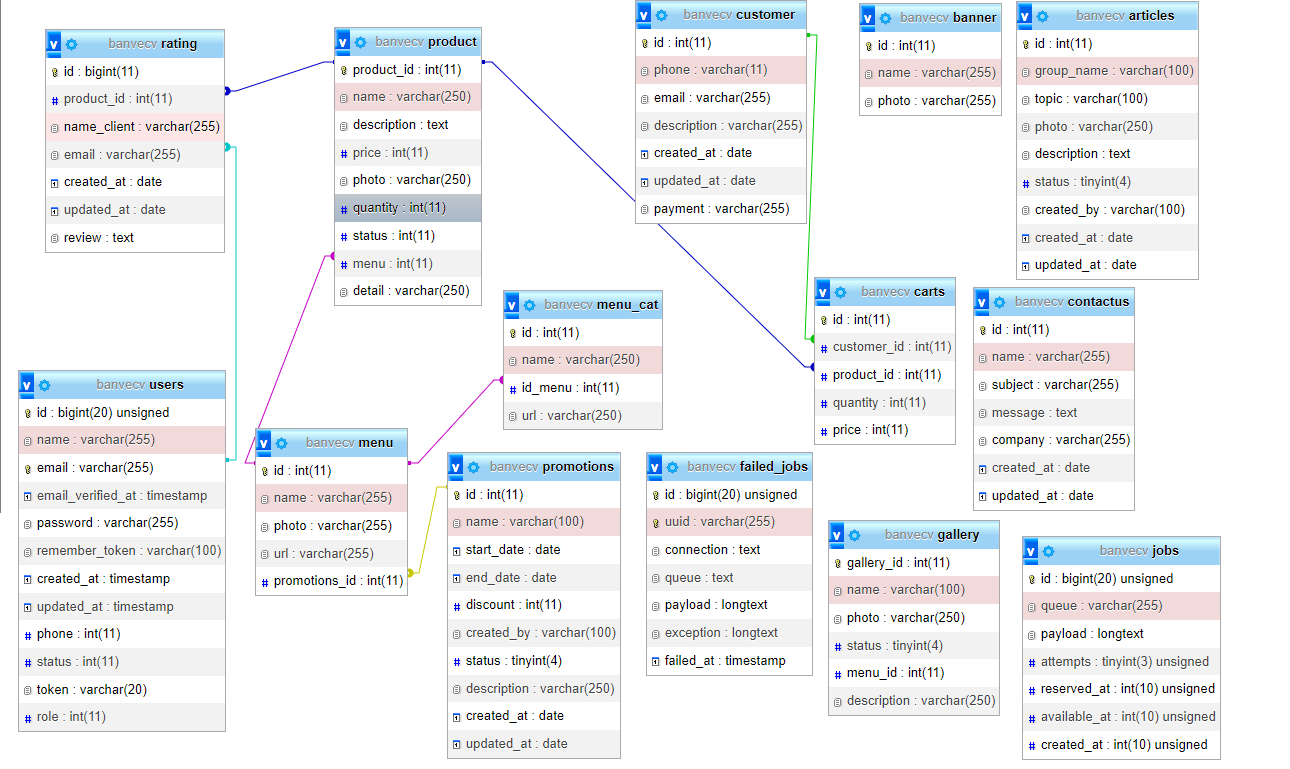 banvecv rating
id : bigint(11)
product_id : int(11)
name_client : varchar(255)
email : varchar(255)
created_at : date
updated_at : date
review : text
banvecv product
product_id : int(11)
name : varchar(250)
description : text
price : int(11)
photo : varchar(250)
quantity : int(11)
status : int(11)
menu : int(11)
detail : varchar(250)
banvecv customer
id : int(11)
phone : varchar(11)
email : varchar(255)
description : varchar(255)
created_at : date
updated_at : date
payment : varchar(255)
banvecv banner
id : int(11)
name : varchar(255)
photo : varchar(255)
banvecv articles
id : int(11)
group_name : varchar(100)
topic : varchar(100)
photo : varchar(250)
description : text
status : tinyint(4)
created_by : varchar(100)
created_at : date
updated_at : date
banvecv menu_cat
id : int(11)
name : varchar(250)
id_menu : int(11)
url : varchar(250)
banvecv carts
id : int(11)
customer_id : int(11)
product_id : int(11)
quantity : int(11)
price : int(11)
banvecv contactus
id : int(11)
name : varchar(255)
subject : varchar(255)
message : text
company : varchar(255)
created_at : date
updated_at : date
banvecv users
id : bigint(20) unsigned
name : varchar(255)
email : varchar(255)
email_verified_at : timestamp
password : varchar(255)
remember_token : varchar(100)
created_at : timestamp
updated_at : timestamp
phone : int(11)
status : int(11)
token : varchar(20)
role : int(11)
banvecv menu
id : int(11)
name : varchar(255)
photo : varchar(255)
url : varchar(255)
promotions_id : int(11)
banvecv promotions
id : int(11)
name : varchar(100)
start_date : date
end_date : date
discount : int(11)
created_by : varchar(100)
status : tinyint(4)
description : varchar(250)
created_at : date
updated_at : date
banvecv failed_jobs
id : bigint(20) unsigned
uuid : varchar(255)
connection : text
queue : text
payload : longtext
exception : longtext
failed_at : timestamp
banvecv gallery
gallery_id : int(11)
name : varchar(100)
photo : varchar(250)
status : tinyint(4)
menu_id : int(11)
description : varchar(250)
banvecv jobs
id : bigint(20) unsigned
queue : varchar(255)
payload : longtext
attempts : tinyint(3) unsigned
reserved_at : int(10) unsigned
available_at : int(10) unsigned
created_at : int(10) unsigned